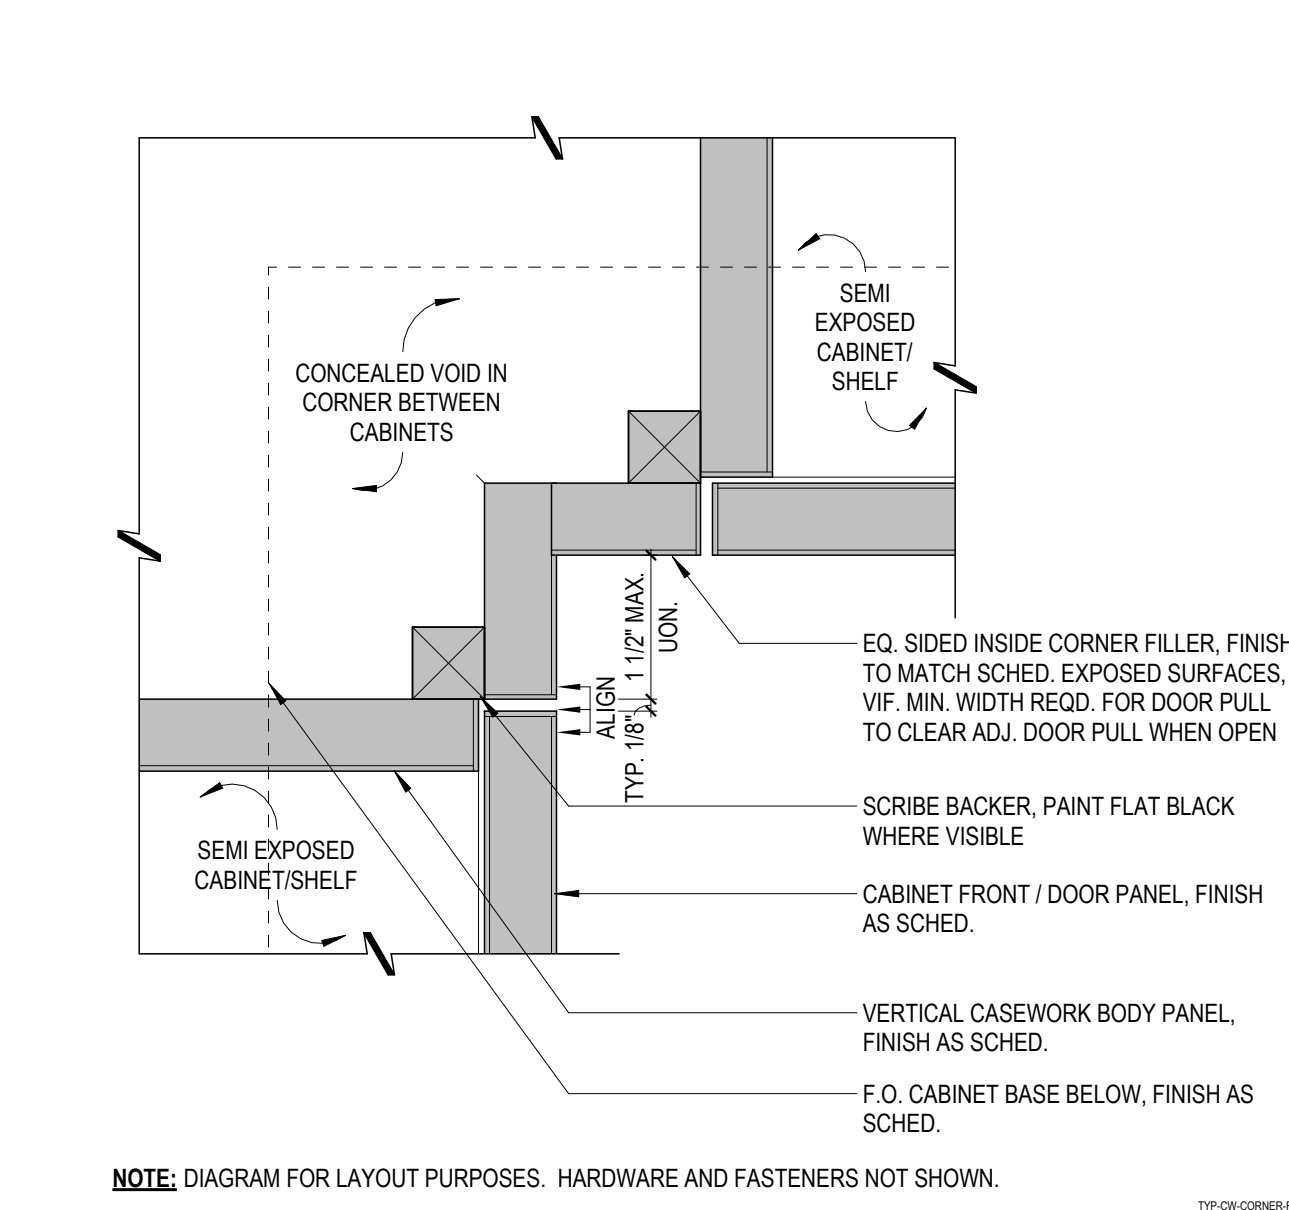 SEMI
EXPOSED
CABINET/
SHELF
CONCEALED VOID IN
CORNER BETWEEN
CABINETS
1 1/2" MAX.
UON.
ALIGN
TYP. 1/8"
EQ. SIDED INSIDE CORNER FILLER, FINISH
TO MATCH SCHED. EXPOSED SURFACES,
VIF. MIN. WIDTH REQD. FOR DOOR PULL
TO CLEAR ADJ. DOOR PULL WHEN OPEN
SCRIBE BACKER, PAINT FLAT BLACK
WHERE VISIBLE
SEMI EXPOSED
CABINET/SHELF
CABINET FRONT / DOOR PANEL, FINISH
AS SCHED.
VERTICAL CASEWORK BODY PANEL,
FINISH AS SCHED.
F.O. CABINET BASE BELOW, FINISH AS
SCHED.
NOTE: DIAGRAM FOR LAYOUT PURPOSES.  HARDWARE AND FASTENERS NOT SHOWN.
TYP-CW-CORNER-